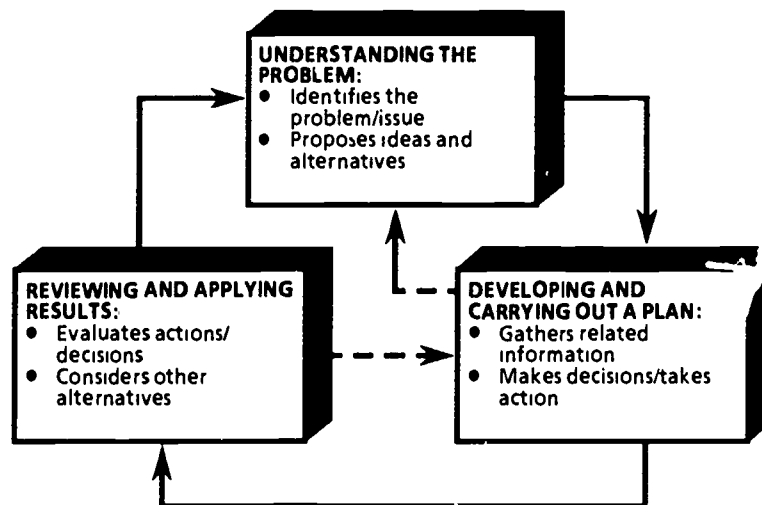 UNDERSTANDING THE
PROBLEM:
● Identifies the
problem/issue
● Proposes ideas and
alternatives
REVIEWING AND APPLYING
RESULTS:
● Evaluates actions/
decisions
● Considers other
alternatives
DEVELOPING AND
CARRYING OUT A PLAN:
● Gathers related
information
● Makes decisions/takes
action